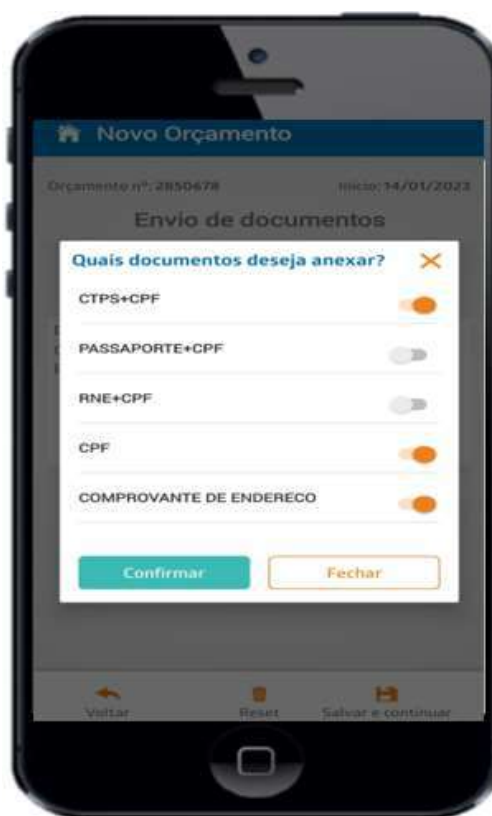 Novo Orçamento
Orçamento nº: 2850678 Início: 14/01/2023
Envio de documentos
Quais documentos deseja anexar?
CTPS+CPF
PASSAPORTE+CPF
RNE+CPF
CPF
COMPROVANTE DE ENDERECO
Confirmar Fechar
Voltar Reset Salvar e continuar